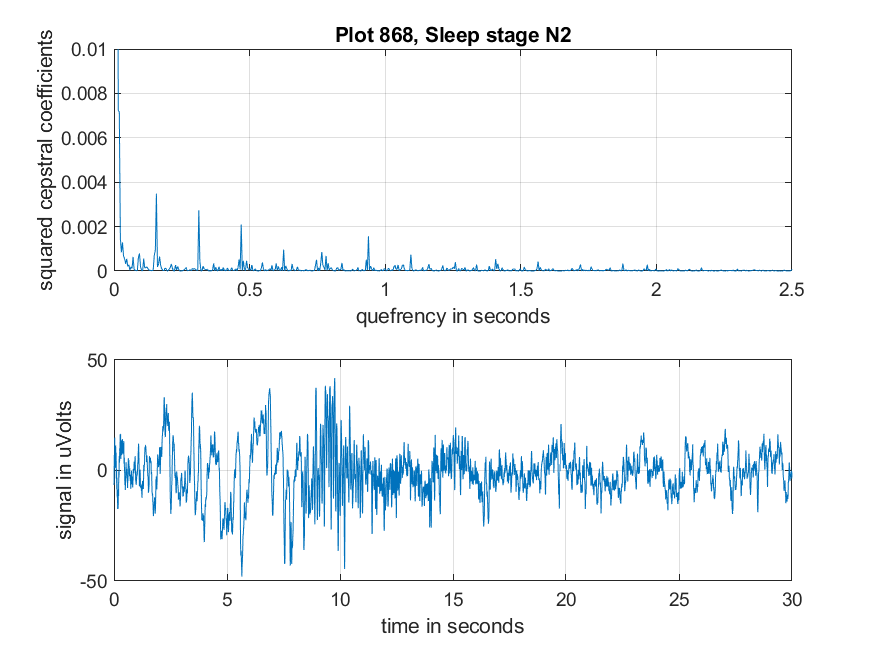 Plot 868, Sleep stage N2
squared cepstral coefficients
0.01
0.008
0.006
0.004
0.002
0
0 0.5 1 1.5 2 2.5
quefrency in seconds
signal in uVolts
50
0
-50
0 5 10 15 20 25 30
time in seconds